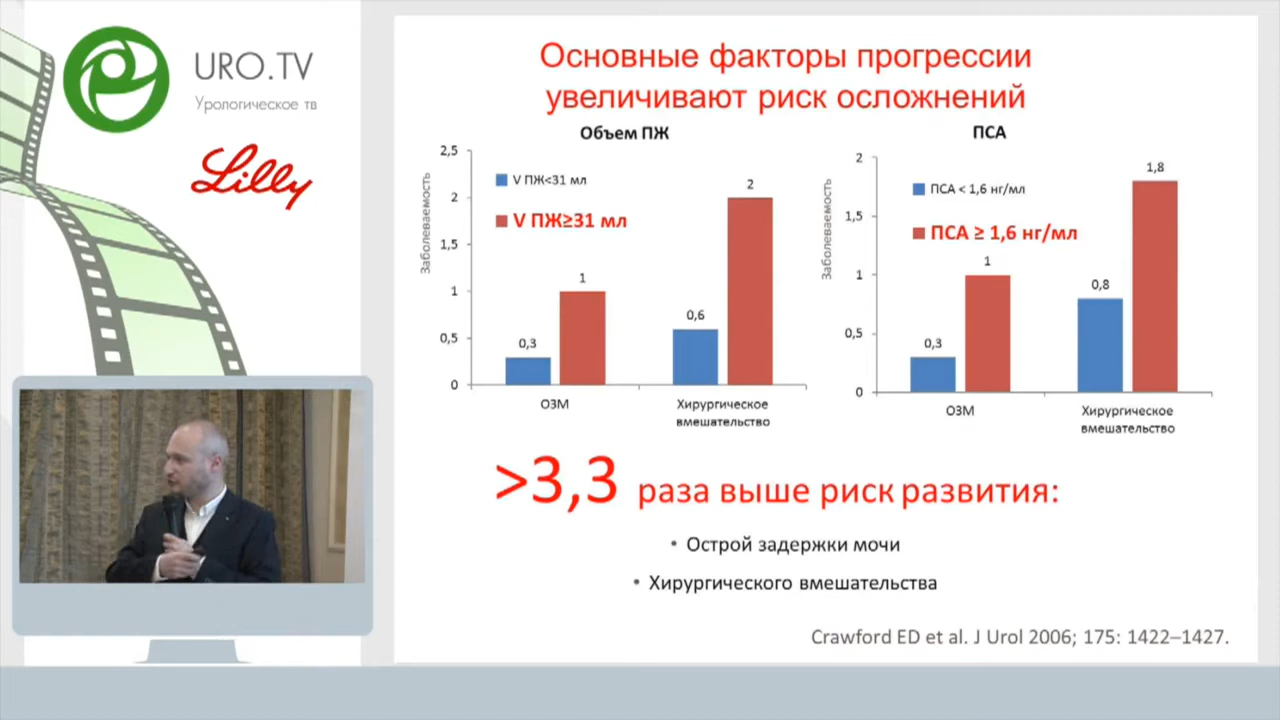 URO.TV
Урологическое тв
Lilly
Основные факторы прогрессии
увеличивают риск осложнений
Объем ПЖ
2,5
2
1,5
1
0,5
0
Заболеваемость
V ПЖ<31 мл
V ПЖ≥31 мл
0,3
1
0,6
2
ОЗМ
Хирургическое
вмешательство
ПСА
2
1,5
1
0,5
0
Заболеваемость
ПСА < 1,6 нг/мл
ПСА ≥ 1,6 нг/мл
0,3
1
0,8
1,8
ОЗМ
Хирургическое
вмешательство
>3,3 раза выше риск развития:
• Острой задержки мочи
• Хирургического вмешательства
Crawford ED et al. J Urol 2006; 175: 1422–1427.